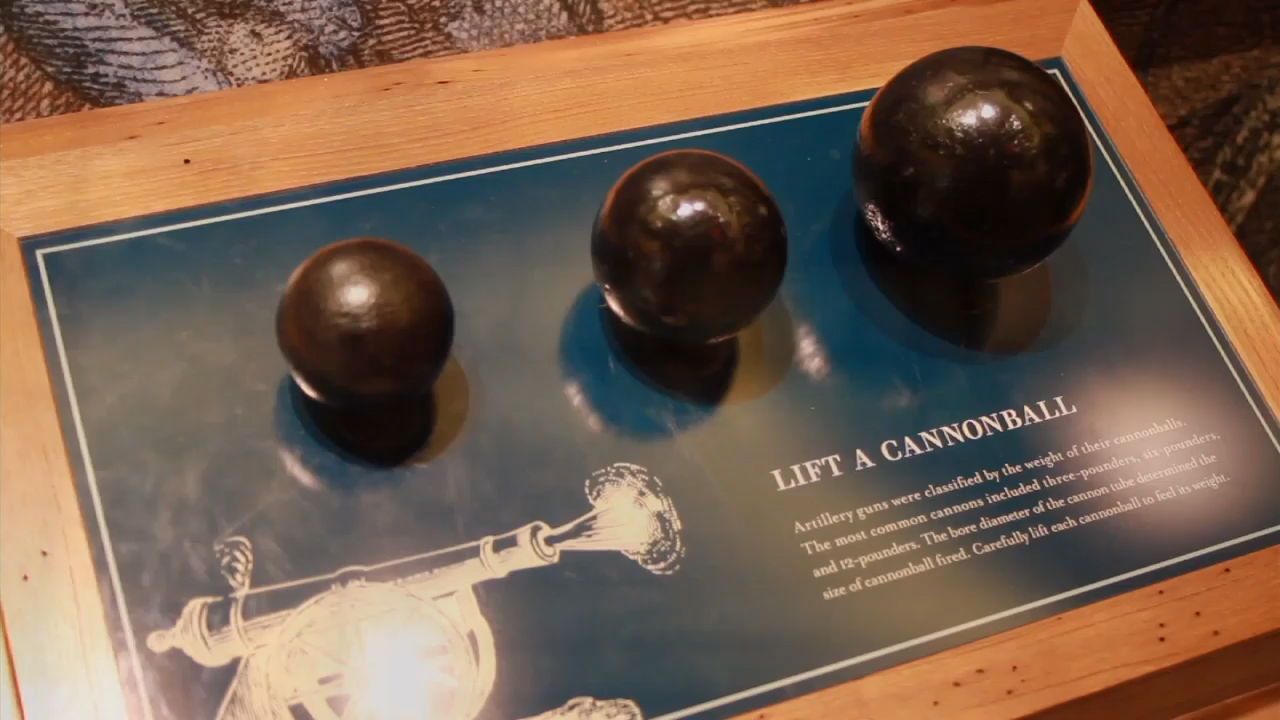 LIFT A CANNONBALL
Artillery guns were classified by the weight of their cannonballs.
The most common cannons included three-pounders, six-pounders,
and 12-pounders. The bore diameter of the cannon tube determined the
size of cannonball fired. Carefully lift each cannonball to feel its weight.